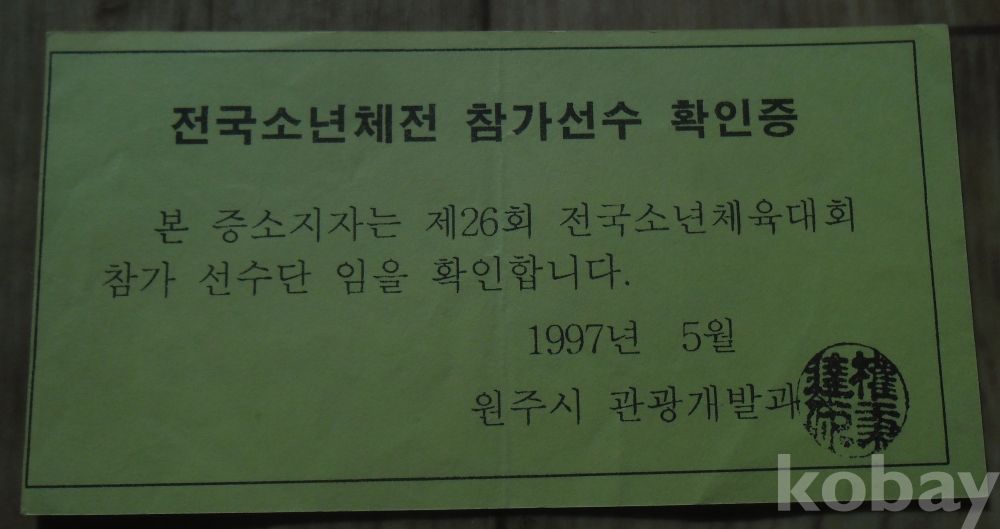 전국소년체전 참가선수 확인증
본 증소지자는 제26회 전국소년체육대회
참가 선수단 임을 확인합니다.
1997년 5월
원주시 관광개발과
kobay